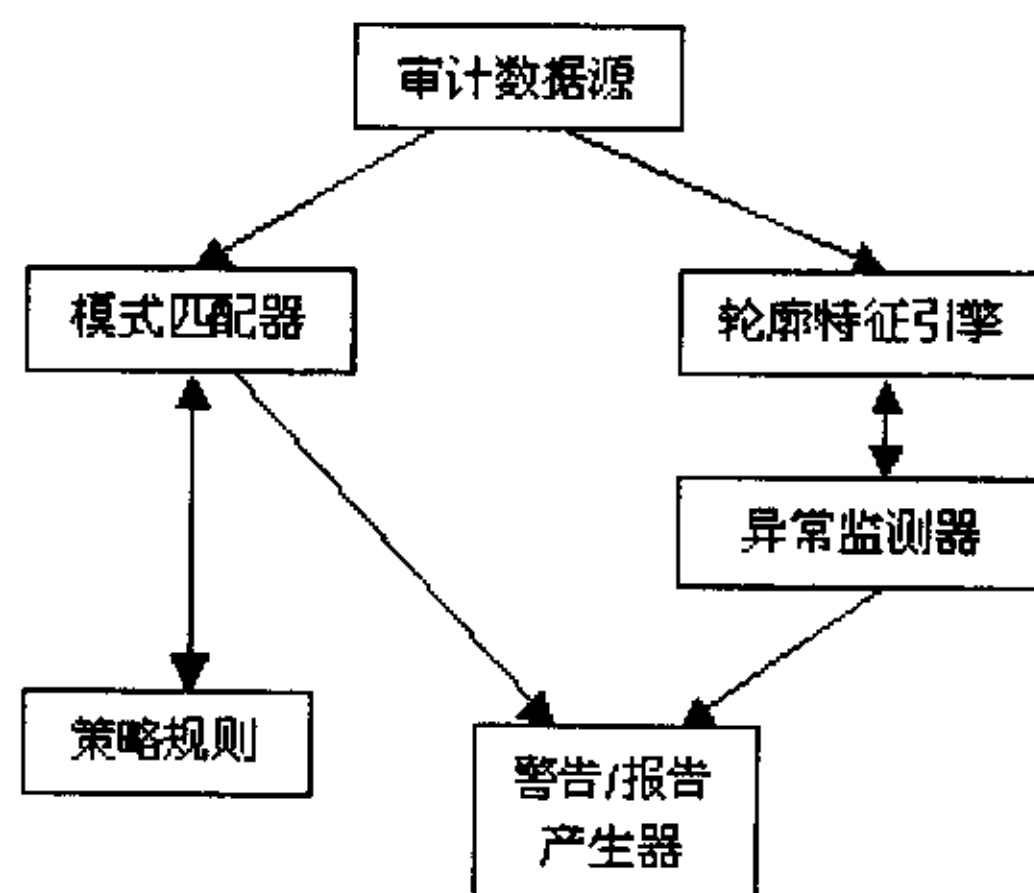 审计数据源
模式匹配器
轮廓特征引擎
异常监测器
策略规则
警告/报告
产生器